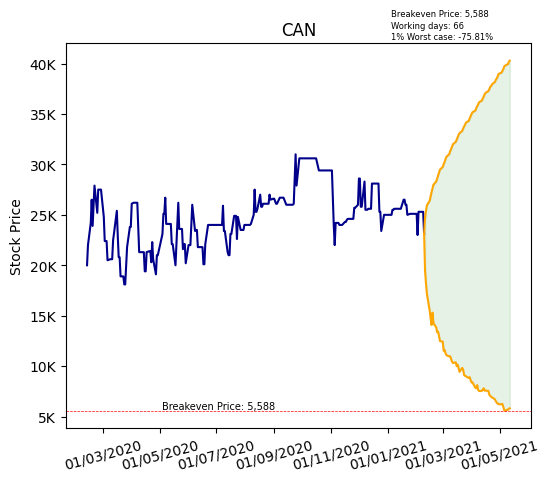 Breakeven Price: 5,588
Working days: 66
1% Worst case: -75.81%
CAN
Stock Price
40K
35K
30K
25K
20K
15K
10K
5K
Breakeven Price: 5,588
01/03/2020
01/05/2020
01/07/2020
01/09/2020
01/11/2020
01/01/2021
01/03/2021
01/05/2021